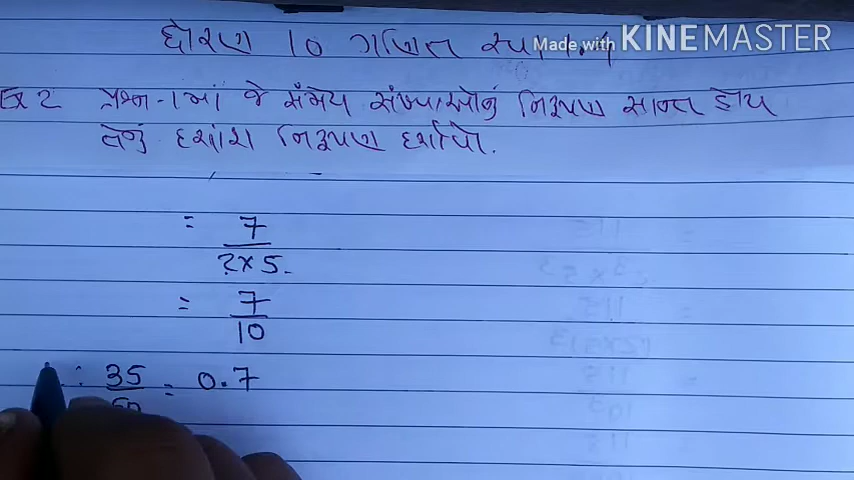 ધોરણ 10 ગણિત સ્વા 1.4
Made with KINEMASTER
Ex 2 પ્રશ્ન-1માં જે સંમેય સંખ્યાઓનું નિરૂપણ સાન્ત હોય
તેનું દશાંશ નિરૂપણ દર્શાવો.
= 7
2×5
= 7
10
∴ 35 = 0.7
50